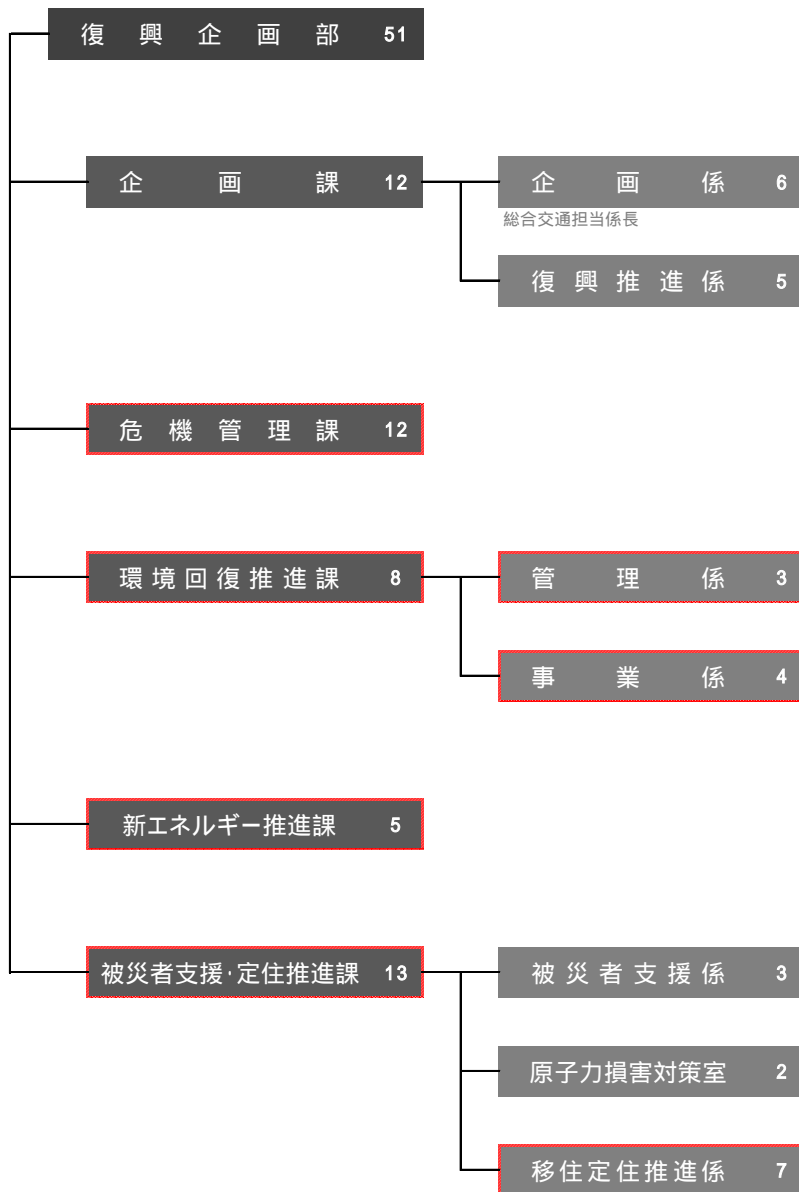 復興企画部 51
企画課 12
企画係 6
総合交通担当係長
復興推進係 5
危機管理課 12
環境回復推進課 8
管理係 3
事業係 4
新エネルギー推進課 5
被災者支援・定住推進課 13
被災者支援係 3
原子力損害対策室 2
移住定住推進係 7